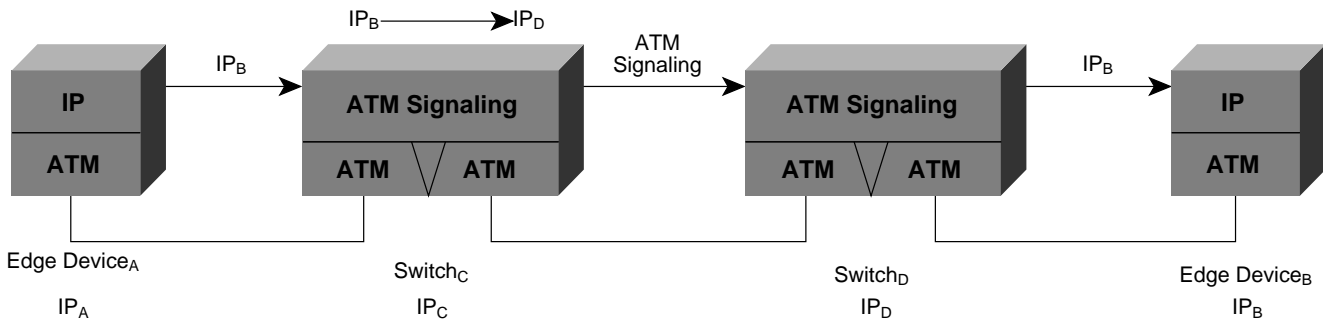 IP_B IP_D
ATM
Signaling
IP_B
IP_B
IP
ATM
ATM Signaling
ATM ATM
ATM Signaling
ATM ATM
IP
ATM
Edge Device_A
Switch_C
Switch_D
Edge Device_B
IP_A
IP_C
IP_D
IP_B